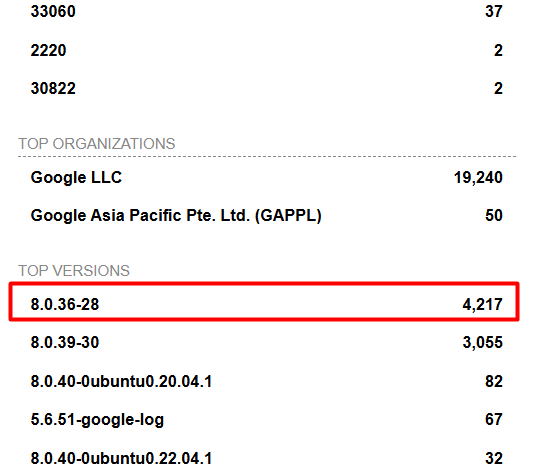 33060 37
2220 2
30822 2
TOP ORGANIZATIONS
Google LLC 19,240
Google Asia Pacific Pte. Ltd. (GAPPL) 50
TOP VERSIONS
8.0.36-28 4,217
8.0.39-30 3,055
8.0.40-0ubuntu0.20.04.1 82
5.6.51-google-log 67
8.0.40-0ubuntu0.22.04.1 32